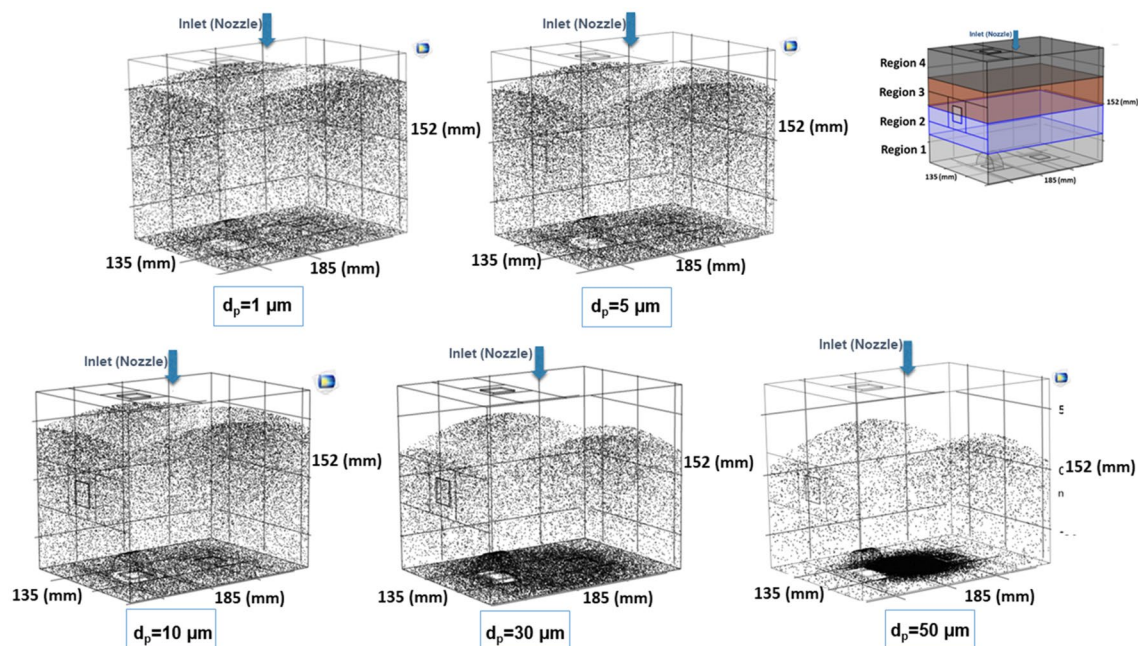 Inlet (Nozzle)
152 (mm)
135 (mm)
185 (mm)
dp=1 µm
Inlet (Nozzle)
152 (mm)
135 (mm)
185 (mm)
dp=5 µm
Inlet (Nozzle)
Region 4
Region 3
Region 2
Region 1
152 (mm)
135 (mm)
185 (mm)
Inlet (Nozzle)
152 (mm)
135 (mm)
185 (mm)
dp=10 µm
Inlet (Nozzle)
152 (mm)
135 (mm)
185 (mm)
dp=30 µm
Inlet (Nozzle)
5
152 (mm)
n
135 (mm)
185 (mm)
dp=50 µm